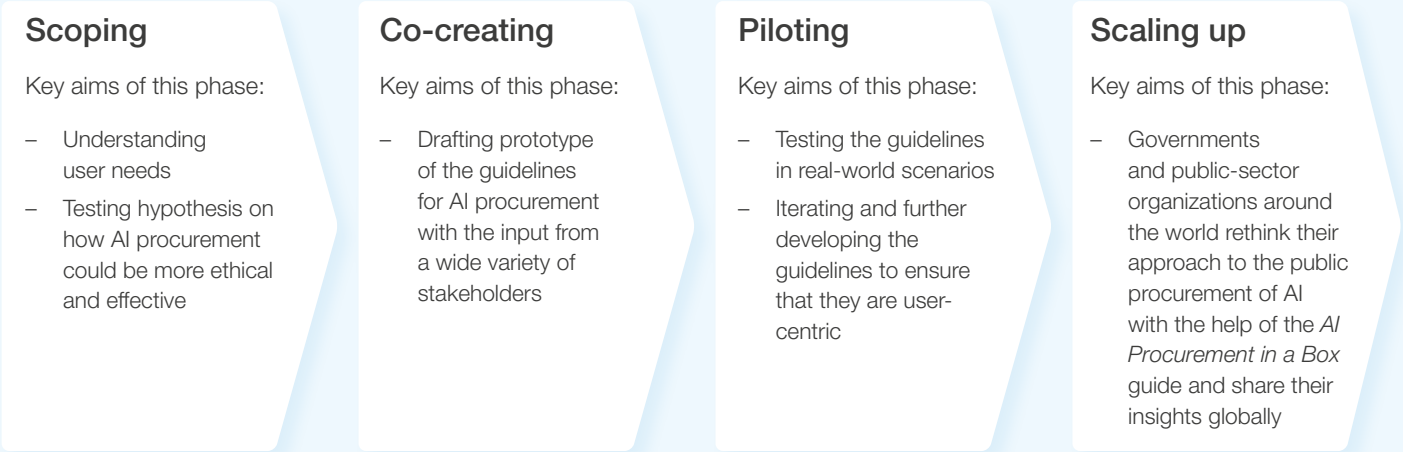 Scoping
Key aims of this phase:
– Understanding
user needs
– Testing hypothesis on
how AI procurement
could be more ethical
and effective
Co-creating
Key aims of this phase:
– Drafting prototype
of the guidelines
for AI procurement
with the input from
a wide variety of
stakeholders
Piloting
Key aims of this phase:
– Testing the guidelines
in real-world scenarios
– Iterating and further
developing the
guidelines to ensure
that they are user-
centric
Scaling up
Key aims of this phase:
– Governments
and public-sector
organizations around
the world rethink their
approach to the public
procurement of AI
with the help of the AI
Procurement in a Box
guide and share their
insights globally